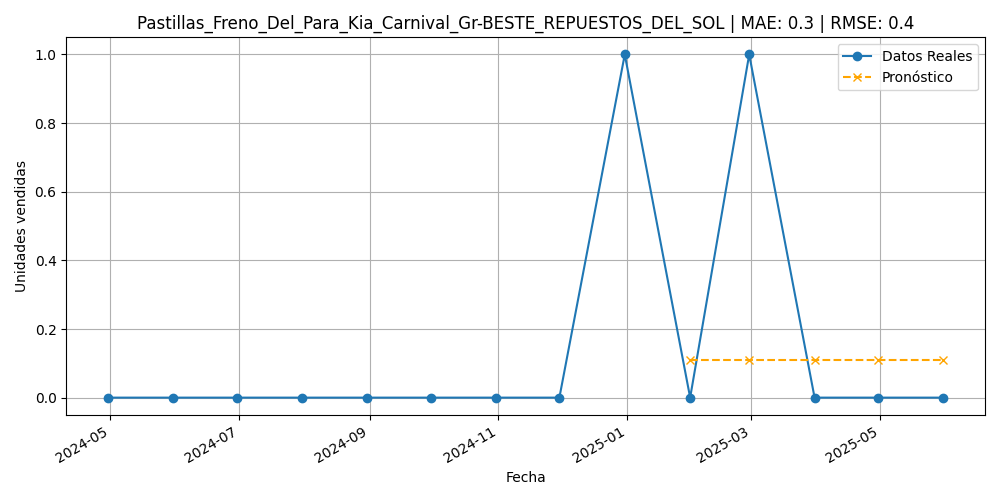 Pastillas_Freno_Del_Para_Kia_Carnival_Gr-BESTE_REPUESTOS_DEL_SOL | MAE: 0.3 | RMSE: 0.4
Datos Reales
Pronóstico
Unidades vendidas
1.0
0.8
0.6
0.4
0.2
0.0
2024-05
2024-07
2024-09
2024-11
2025-01
2025-03
2025-05
Fecha